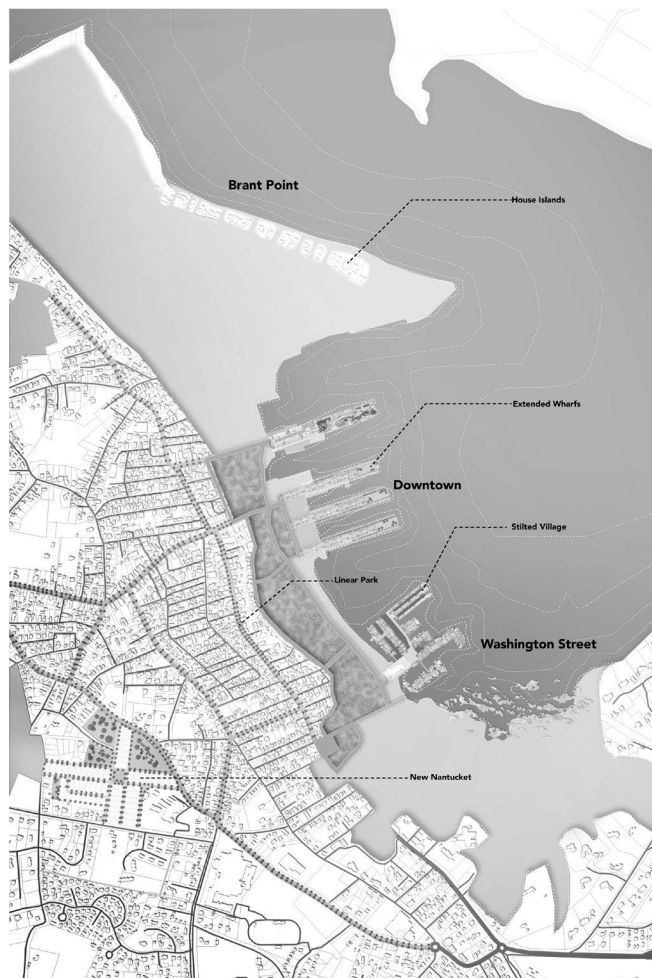 Brant Point
House Islands
Extended Wharfs
Downtown
Stilted Village
Linear Park
Washington Street
New Nantucket